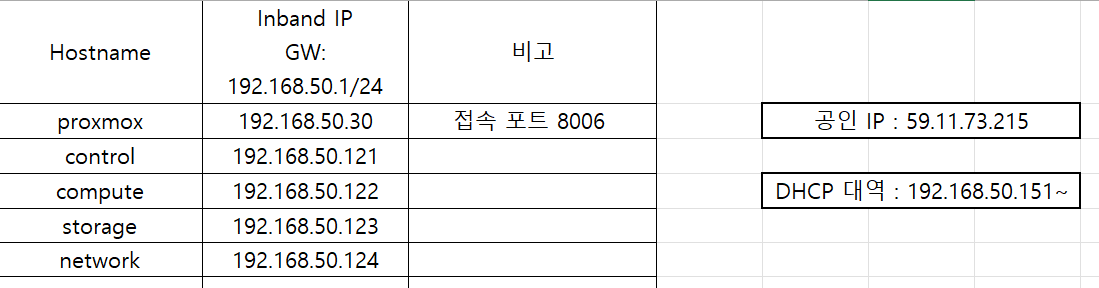 Hostname
Inband IP
GW:
192.168.50.1/24
비고
proxmox
192.168.50.30
접속 포트 8006
공인 IP : 59.11.73.215
control
192.168.50.121
compute
192.168.50.122
DHCP 대역 : 192.168.50.151~
storage
192.168.50.123
network
192.168.50.124